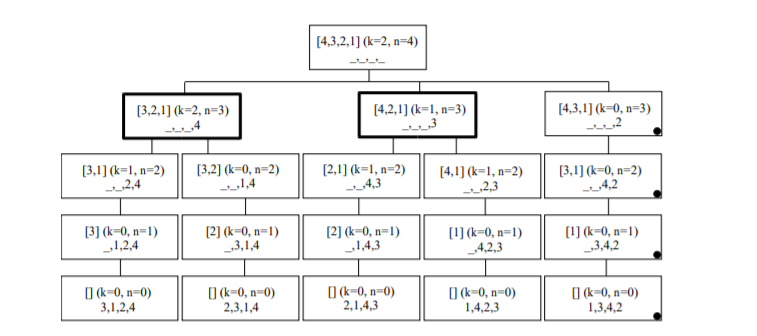 [4,3,2,1] (k=2, n=4)
_,_,_,_
[3,2,1] (k=2, n=3)
_,_,_,4
[4,2,1] (k=1, n=3)
_,_,_,3
[4,3,1] (k=0, n=3)
_,_,_,2
[3,1] (k=1, n=2)
_,_,2,4
[3,2] (k=0, n=2)
_,_,1,4
[2,1] (k=1, n=2)
_,_,4,3
[4,1] (k=1, n=2)
_,_,2,3
[3,1] (k=0, n=2)
_,_,4,2
[3] (k=0, n=1)
_,1,2,4
[2] (k=0, n=1)
_,3,1,4
[2] (k=0, n=1)
_,1,4,3
[1] (k=0, n=1)
_,4,2,3
[1] (k=0, n=1)
_,3,4,2
[] (k=0, n=0)
3,1,2,4
[] (k=0, n=0)
2,3,1,4
[] (k=0, n=0)
2,1,4,3
[] (k=0, n=0)
1,4,2,3
[] (k=0, n=0)
1,3,4,2